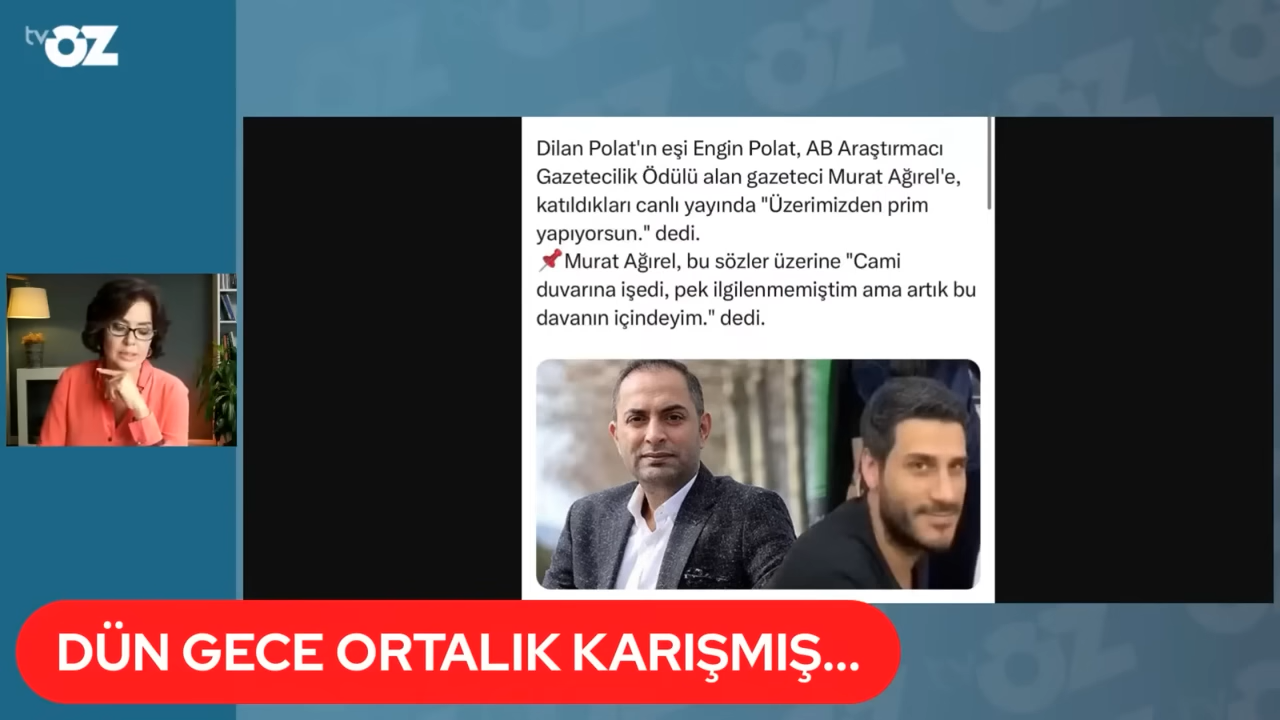 tv ÖZ
Dilan Polat'ın eşi Engin Polat, AB Araştırmacı
Gazetecilik Ödülü alan gazeteci Murat Ağırel'e,
katıldıkları canlı yayında "Üzerimizden prim
yapıyorsun." dedi.
📌Murat Ağırel, bu sözler üzerine "Cami
duvarına işedi, pek ilgilenmemiştim ama artık bu
davanın içindeyim." dedi.
DÜN GECE ORTALIK KARIŞMIŞ...